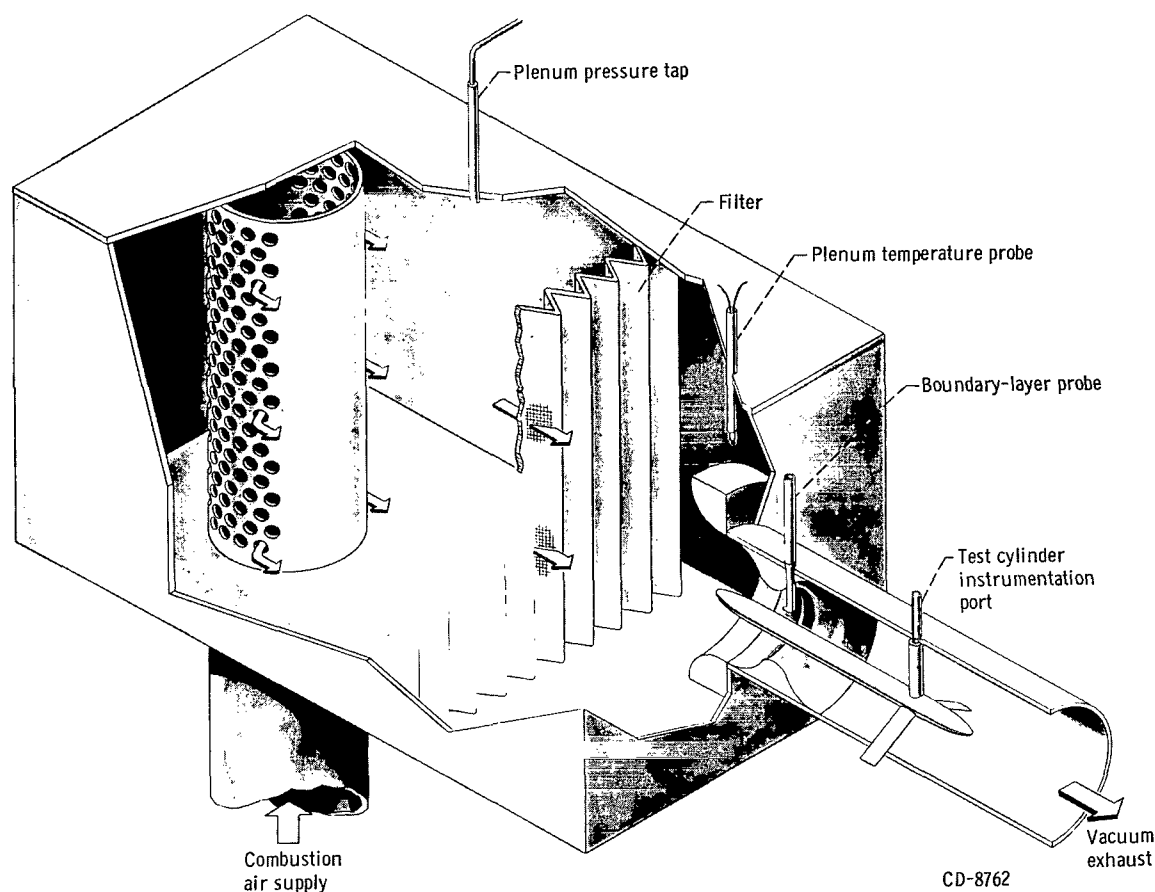 Plenum pressure tap
Filter
Plenum temperature probe
Boundary-layer probe
Test cylinder
instrumentation
port
Combustion
air supply
Vacuum
exhaust
CD-8762